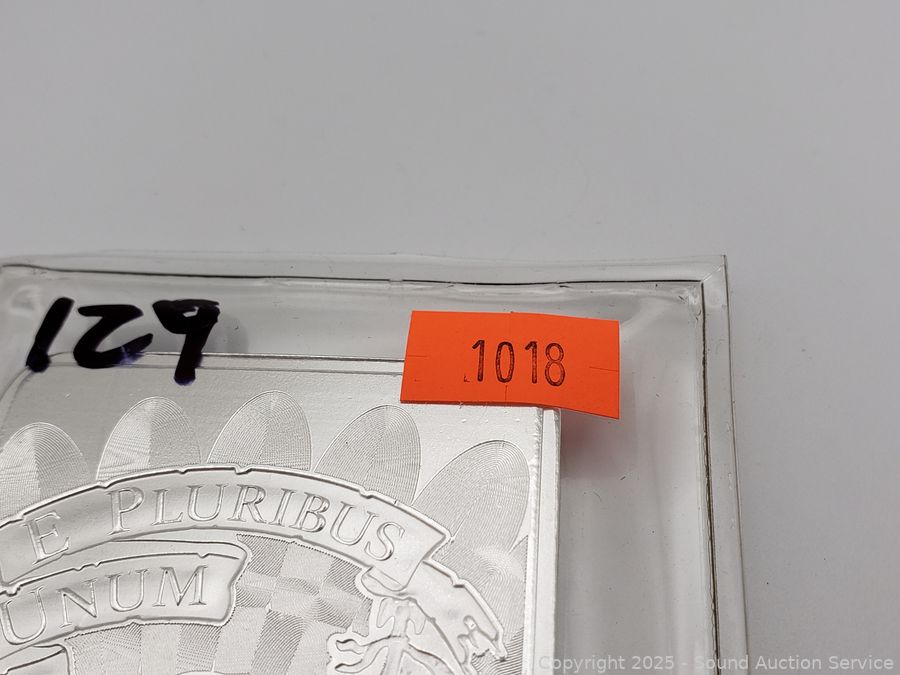 129
1018
E PLURIBUS
UNUM
Copyright 2025 - Sound Auction Service